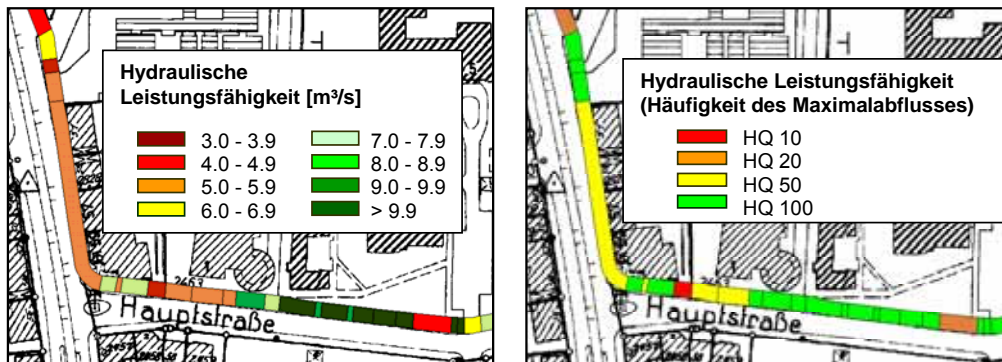 Hydraulische
Leistungsfähigkeit [m³/s]
3.0 - 3.9
4.0 - 4.9
5.0 - 5.9
6.0 - 6.9
7.0 - 7.9
8.0 - 8.9
9.0 - 9.9
> 9.9
Hauptstraße
Hydraulische Leistungsfähigkeit
(Häufigkeit des Maximalabflusses)
HQ 10
HQ 20
HQ 50
HQ 100
Hauptstraße